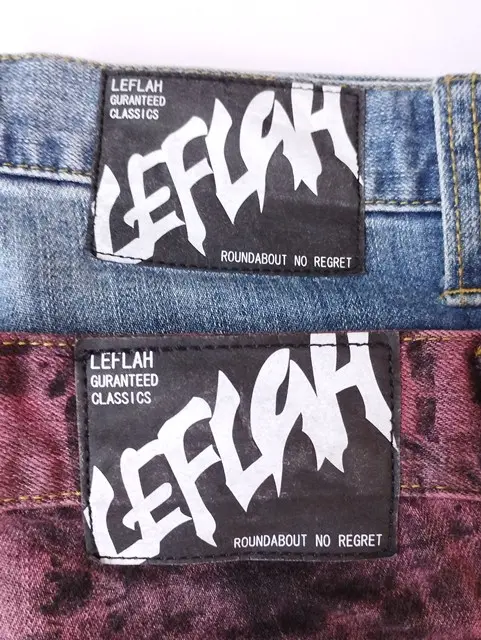 LEFLAH
GURANTEED
CLASSICS
LEFLAH
ROUNDABOUT NO REGRET
LEFLAH
GURANTEED
CLASSICS
LEFLAH
ROUNDABOUT NO REGRET